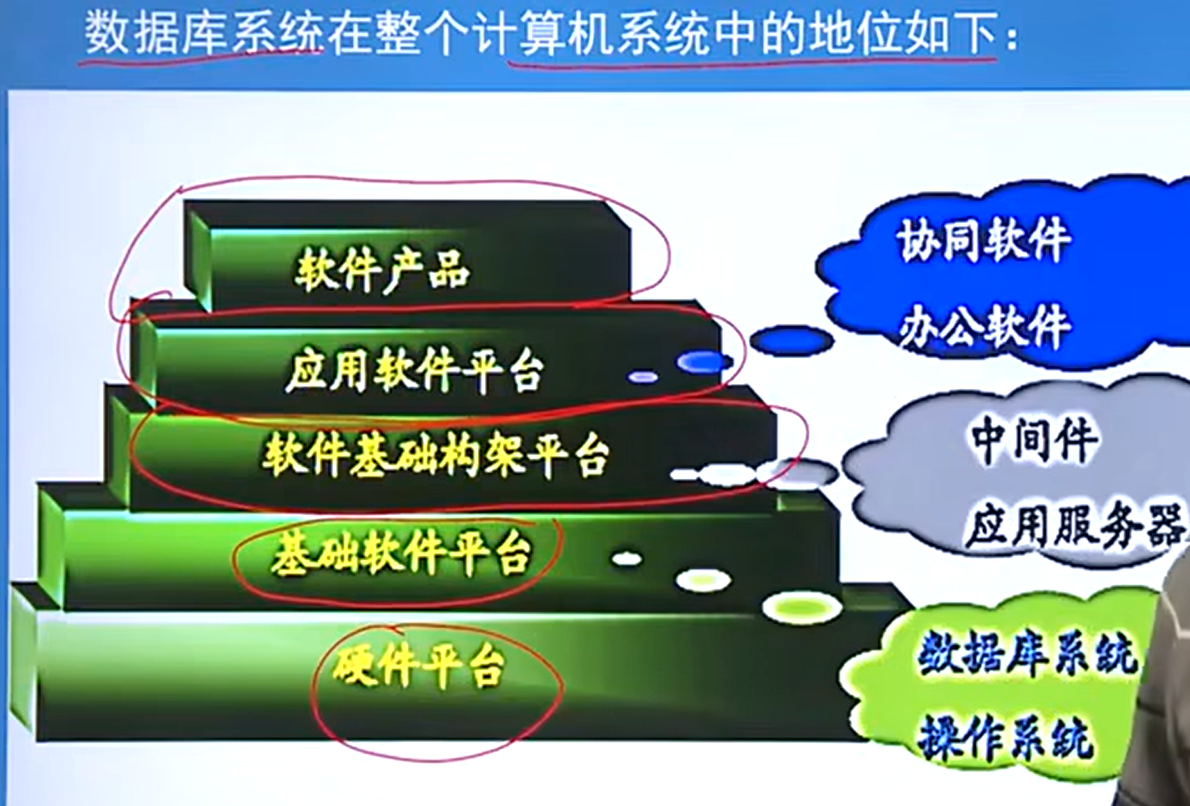 数据库系统在整个计算机系统中的地位如下：
软件产品
应用软件平台
软件基础构架平台
基础软件平台
硬件平台
协同软件
办公软件
中间件
应用服务器
数据库系统
操作系统